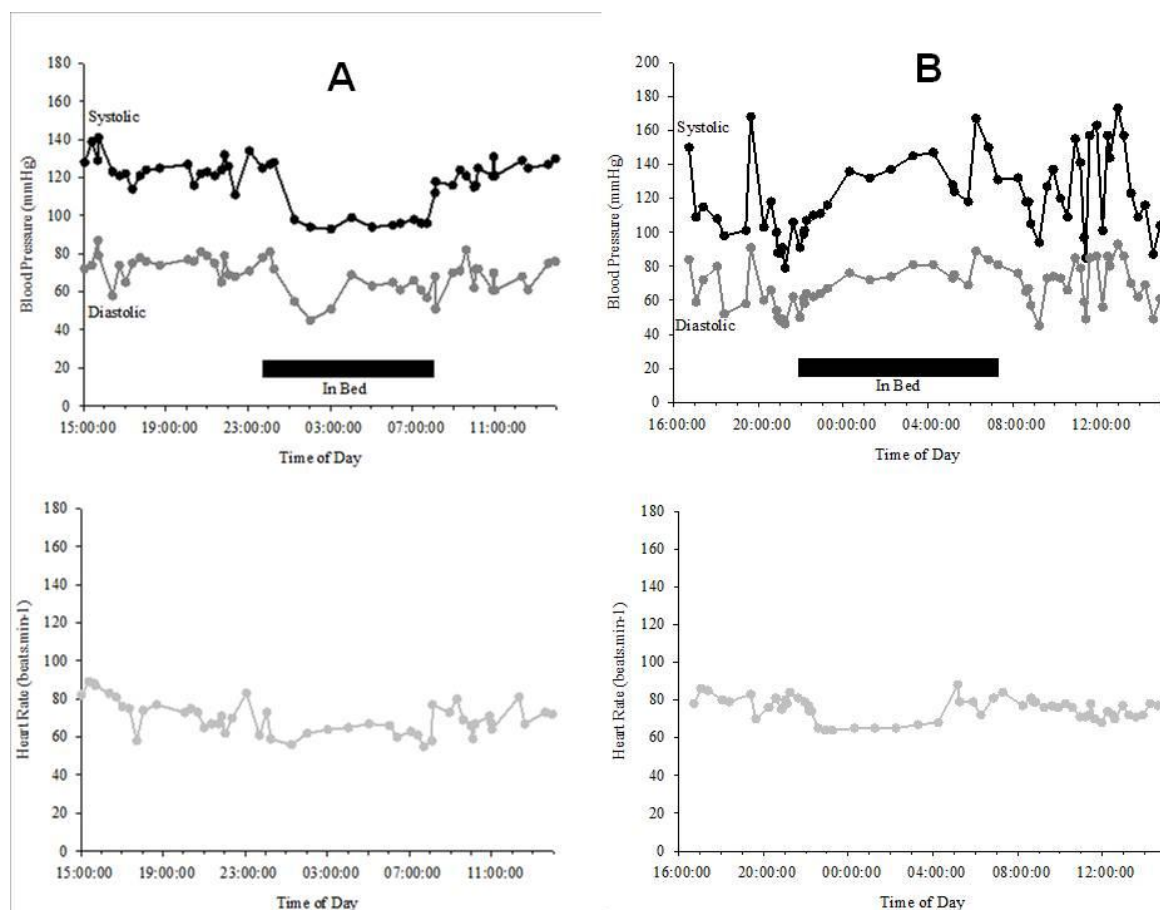 A
180
160
140
120
100
80
60
40
20
0
Blood Pressure (mmHg)
Systolic
Diastolic
In Bed
15:00:00 19:00:00 23:00:00 03:00:00 07:00:00 11:00:00
Time of Day
B
200
180
160
140
120
100
80
60
40
20
0
Blood Pressure (mmHg)
Systolic
Diastolic
In Bed
16:00:00 20:00:00 00:00:00 04:00:00 08:00:00 12:00:00
Time of Day
180
160
140
120
100
80
60
40
20
0
Heart Rate (beats.min-1)
15:00:00 19:00:00 23:00:00 03:00:00 07:00:00 11:00:00
Time of Day
180
160
140
120
100
80
60
40
20
0
Heart Rate (beats.min-1)
16:00:00 20:00:00 00:00:00 04:00:00 08:00:00 12:00:00
Time of Day